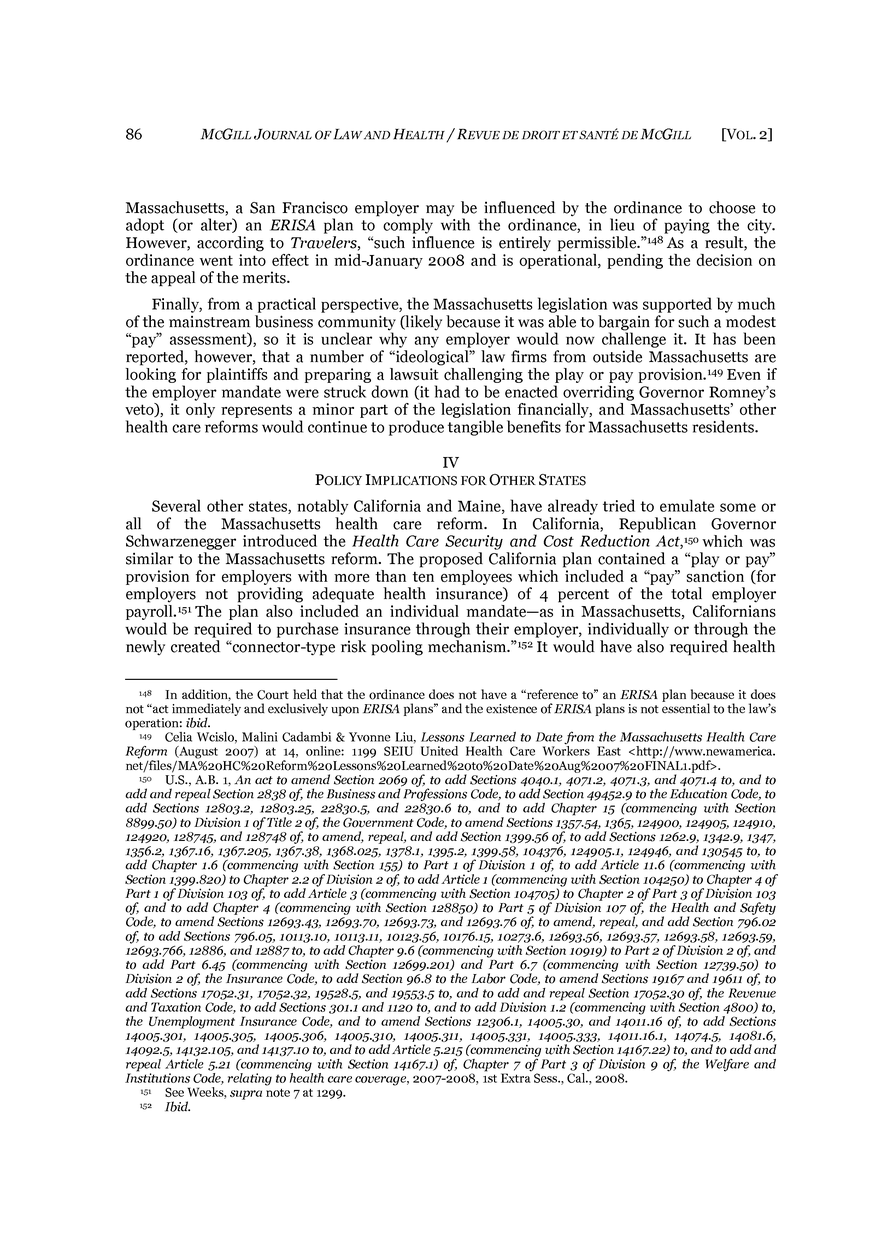 86 MCGILL JOURNAL OF LAW AND HEALTH / REVUE DE DROIT ET SANTÉ DE MCGILL [VOL. 2]
Massachusetts, a San Francisco employer may be influenced by the ordinance to choose to
adopt (or alter) an ERISA plan to comply with the ordinance, in lieu of paying the city.
However, according to Travelers, “such influence is entirely permissible.”148 As a result, the
ordinance went into effect in mid-January 2008 and is operational, pending the decision on
the appeal of the merits.
Finally, from a practical perspective, the Massachusetts legislation was supported by much
of the mainstream business community (likely because it was able to bargain for such a modest
“pay” assessment), so it is unclear why any employer would now challenge it. It has been
reported, however, that a number of “ideological” law firms from outside Massachusetts are
looking for plaintiffs and preparing a lawsuit challenging the play or pay provision.149 Even if
the employer mandate were struck down (it had to be enacted overriding Governor Romney’s
veto), it only represents a minor part of the legislation financially, and Massachusetts’ other
health care reforms would continue to produce tangible benefits for Massachusetts residents.
IV
POLICY IMPLICATIONS FOR OTHER STATES
Several other states, notably California and Maine, have already tried to emulate some or
all of the Massachusetts health care reform. In California, Republican Governor
Schwarzenegger introduced the Health Care Security and Cost Reduction Act,150 which was
similar to the Massachusetts reform. The proposed California plan contained a “play or pay”
provision for employers with more than ten employees which included a “pay” sanction (for
employers not providing adequate health insurance) of 4 percent of the total employer
payroll.151 The plan also included an individual mandate—as in Massachusetts, Californians
would be required to purchase insurance through their employer, individually or through the
newly created “connector-type risk pooling mechanism.”152 It would have also required health
148 In addition, the Court held that the ordinance does not have a “reference to” an ERISA plan because it does
not “act immediately and exclusively upon ERISA plans” and the existence of ERISA plans is not essential to the law’s
operation: ibid.
149 Celia Wcislo, Malini Cadambi & Yvonne Liu, Lessons Learned to Date from the Massachusetts Health Care
Reform (August 2007) at 14, online: 1199 SEIU United Health Care Workers East <http://www.newamerica.
net/files/MA%20HC%20Reform%20Lessons%20Learned%20to%20Date%20Aug%2007%20FINAL1.pdf>.
150 U.S., A.B. 1, An act to amend Section 2069 of, to add Sections 4040.1, 4071.2, 4071.3, and 4071.4 to, and to
add and repeal Section 2838 of, the Business and Professions Code, to add Section 49452.9 to the Education Code, to
add Sections 12803.2, 12803.25, 22830.5, and 22830.6 to, and to add Chapter 15 (commencing with Section
8899.50) to Division 1 of Title 2 of, the Government Code, to amend Sections 1357.54, 1365, 124900, 124905, 124910,
124920, 128745, and 128748 of, to amend, repeal, and add Section 1399.56 of, to add Sections 1262.9, 1342.9, 1347,
1356.2, 1367.16, 1367.205, 1367.38, 1368.025, 1378.1, 1395.2, 1399.58, 104376, 124905.1, 124946, and 130545 to, to
add Chapter 1.6 (commencing with Section 155) to Part 1 of Division 1 of, to add Article 11.6 (commencing with
Section 1399.820) to Chapter 2.2 of Division 2 of, to add Article 1 (commencing with Section 104250) to Chapter 4 of
Part 1 of Division 103 of, to add Article 3 (commencing with Section 104705) to Chapter 2 of Part 3 of Division 103
of, and to add Chapter 4 (commencing with Section 128850) to Part 5 of Division 107 of, the Health and Safety
Code, to amend Sections 12693.43, 12693.70, 12693.73, and 12693.76 of, to amend, repeal, and add Section 796.02
of, to add Sections 796.05, 10113.10, 10113.11, 10123.56, 10176.15, 10273.6, 12693.56, 12693.57, 12693.58, 12693.59,
12693.766, 12886, and 12887 to, to add Chapter 9.6 (commencing with Section 10919) to Part 2 of Division 2 of, and
to add Part 6.45 (commencing with Section 12699.201) and Part 6.7 (commencing with Section 12739.50) to
Division 2 of, the Insurance Code, to add Section 96.8 to the Labor Code, to amend Sections 19167 and 19611 of, to
add Sections 17052.31, 17052.32, 19528.5, and 19553.5 to, and to add and repeal Section 17052.30 of, the Revenue
and Taxation Code, to add Sections 301.1 and 1120 to, and to add Division 1.2 (commencing with Section 4800) to,
the Unemployment Insurance Code, and to amend Sections 12306.1, 14005.30, and 14011.16 of, to add Sections
14005.301, 14005.305, 14005.306, 14005.310, 14005.311, 14005.331, 14005.333, 14011.16.1, 14074.5, 14081.6,
14092.5, 14132.105, and 14137.10 to, and to add Article 5.215 (commencing with Section 14167.22) to, and to add and
repeal Article 5.21 (commencing with Section 14167.1) of, Chapter 7 of Part 3 of Division 9 of, the Welfare and
Institutions Code, relating to health care coverage, 2007-2008, 1st Extra Sess., Cal., 2008.
151 See Weeks, supra note 7 at 1299.
152 Ibid.